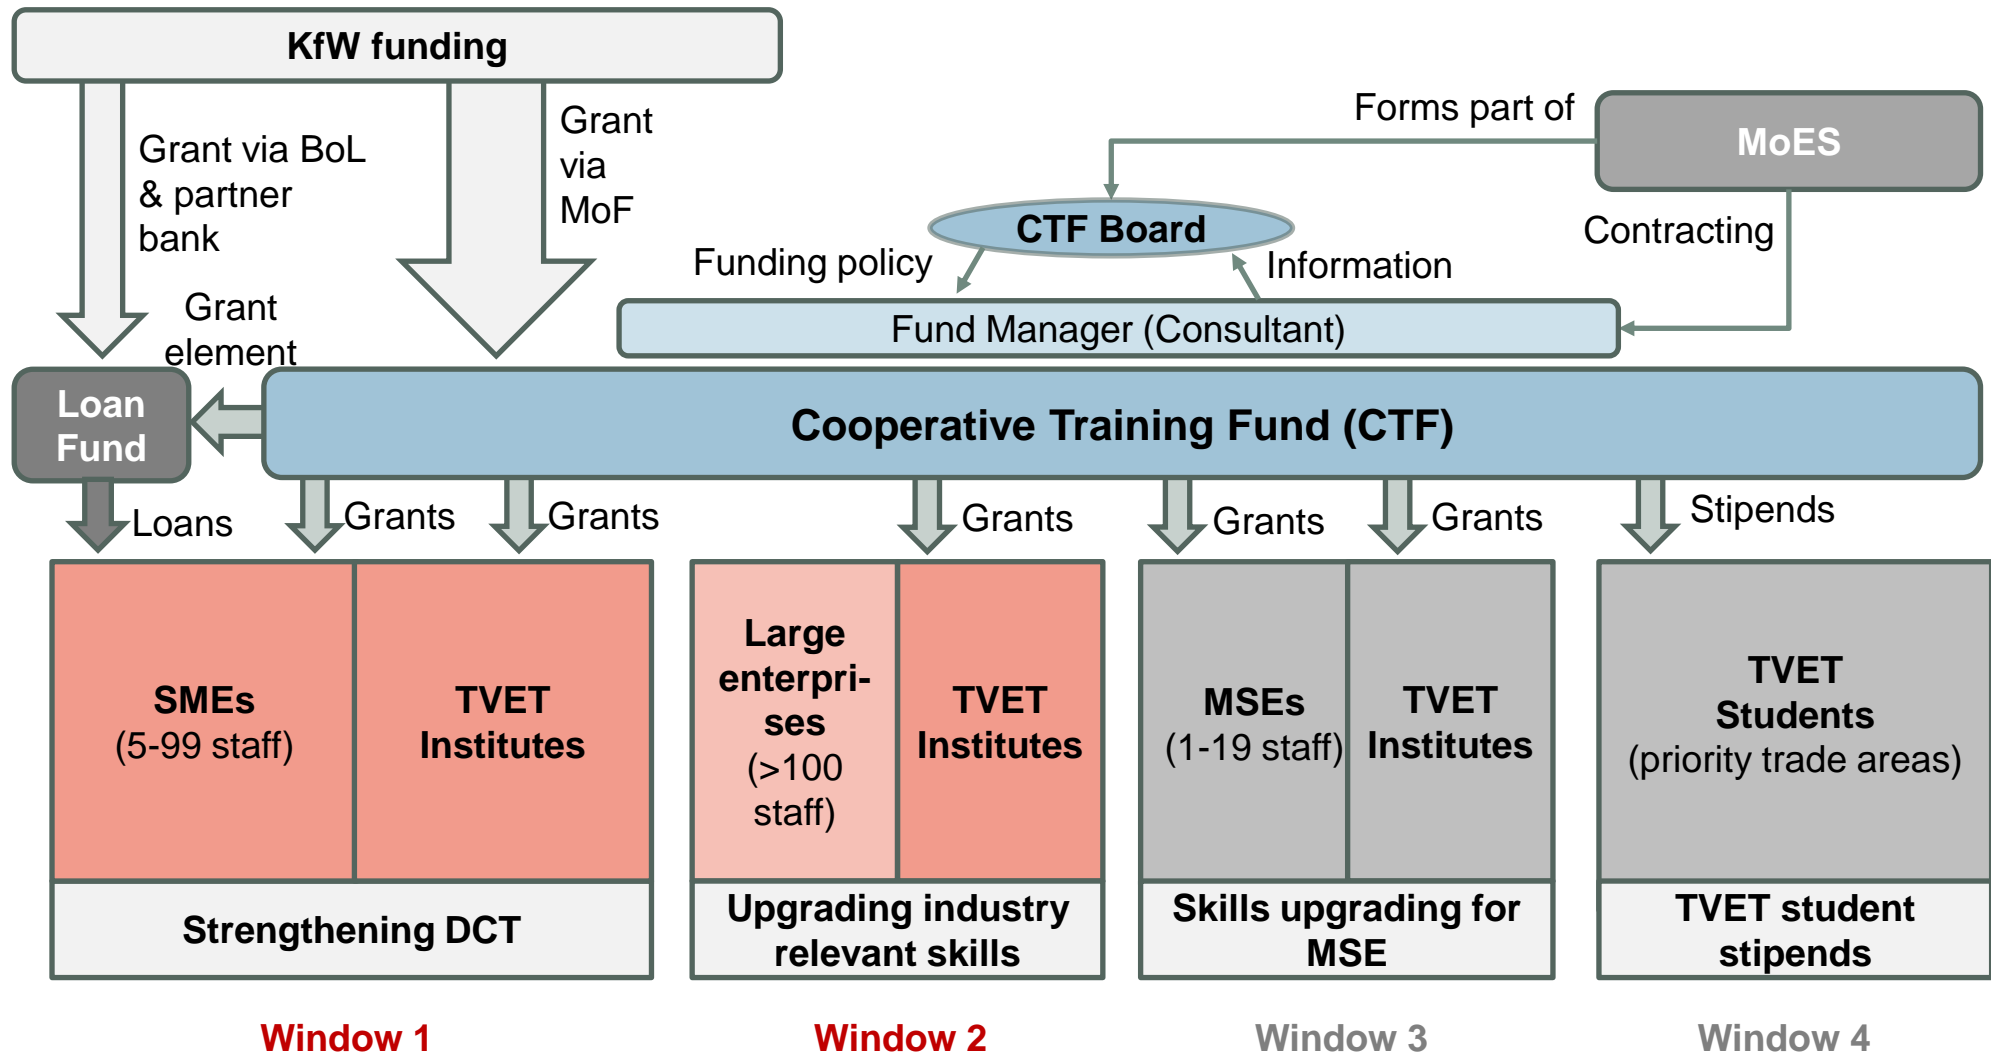 KfW funding
Grant via BoL
& partner
bank
Grant
via
MoF
Forms part of
MoES
CTF Board
Contracting
Funding policy
Information
Grant
element
Fund Manager (Consultant)
Loan
Fund
Cooperative Training Fund (CTF)
Loans
Grants
Grants
Grants
Grants
Grants
Stipends
SMEs
(5-99 staff)
TVET
Institutes
Large
enterpri-
ses
(>100
staff)
TVET
Institutes
MSEs
(1-19 staff)
TVET
Institutes
TVET
Students
(priority trade areas)
Strengthening DCT
Upgrading industry
relevant skills
Skills upgrading for
MSE
TVET student
stipends
Window 1
Window 2
Window 3
Window 4